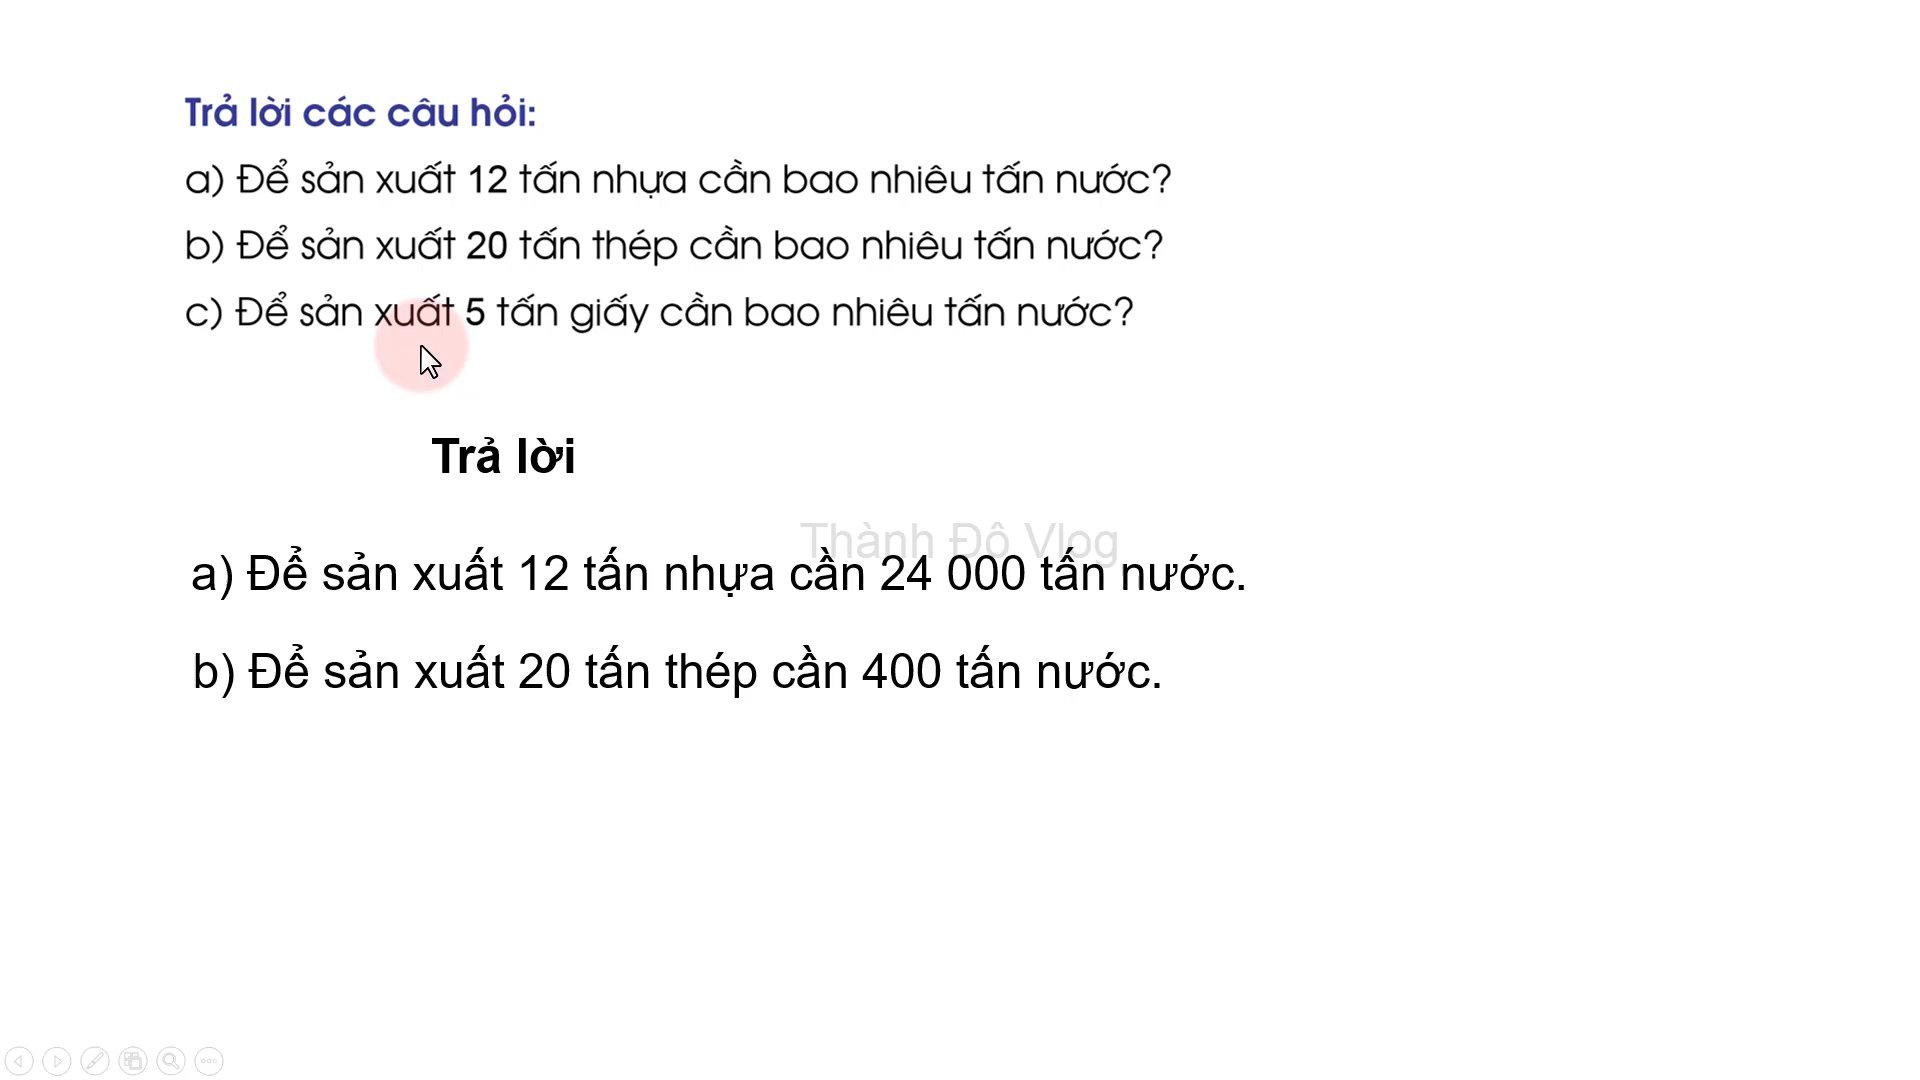 Trả lời các câu hỏi:
a) Để sản xuất 12 tấn nhựa cần bao nhiêu tấn nước?
b) Để sản xuất 20 tấn thép cần bao nhiêu tấn nước?
c) Để sản xuất 5 tấn giấy cần bao nhiêu tấn nước?
Trả lời
Thành Đô Vlog
a) Để sản xuất 12 tấn nhựa cần 24 000 tấn nước.
b) Để sản xuất 20 tấn thép cần 400 tấn nước.